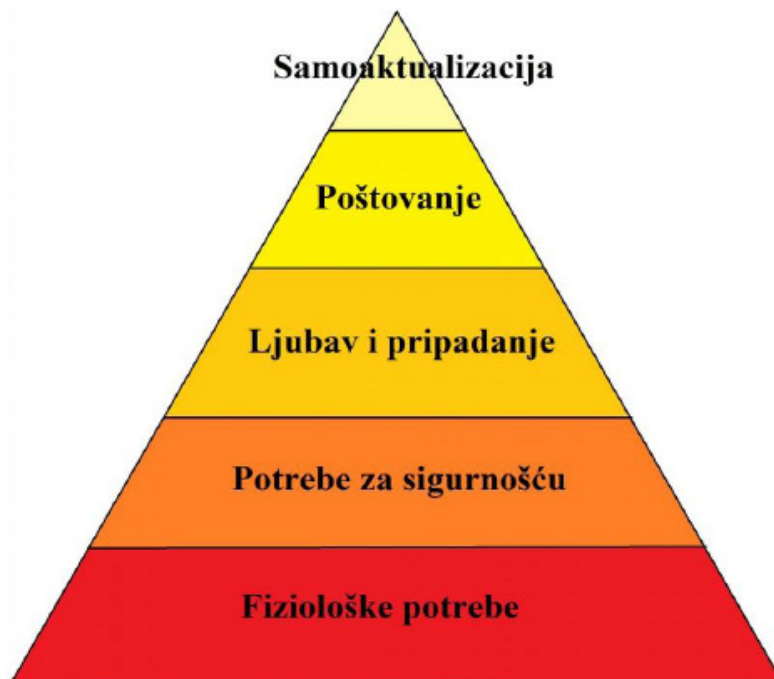 Samoaktualizacija
Poštovanje
Ljubav i pripadanje
Potrebe za sigurnošću
Fiziološke potrebe